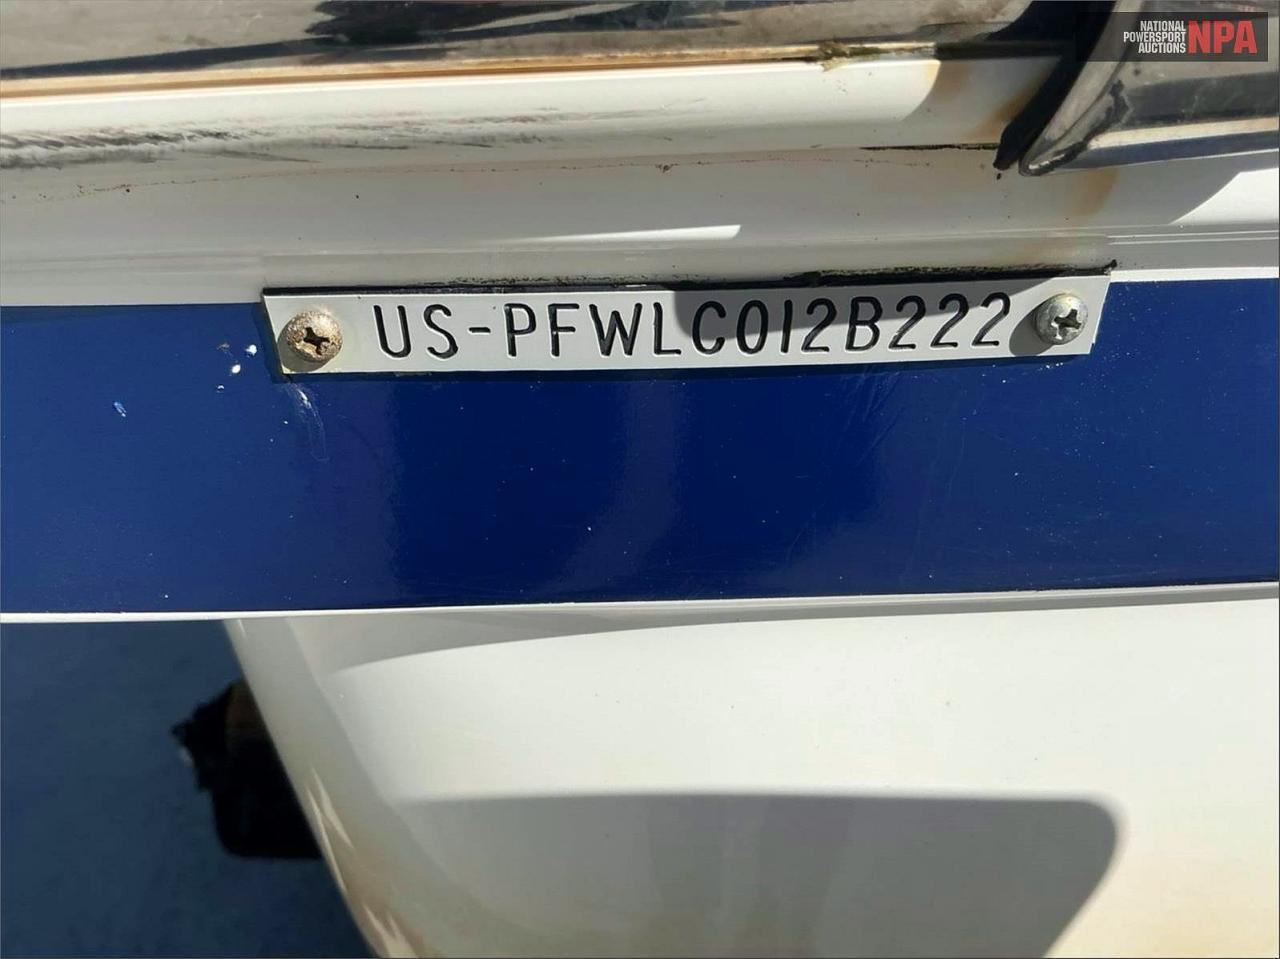 NATIONAL
POWERSPORT
AUCTIONS NPA
US-PFWLC012B222